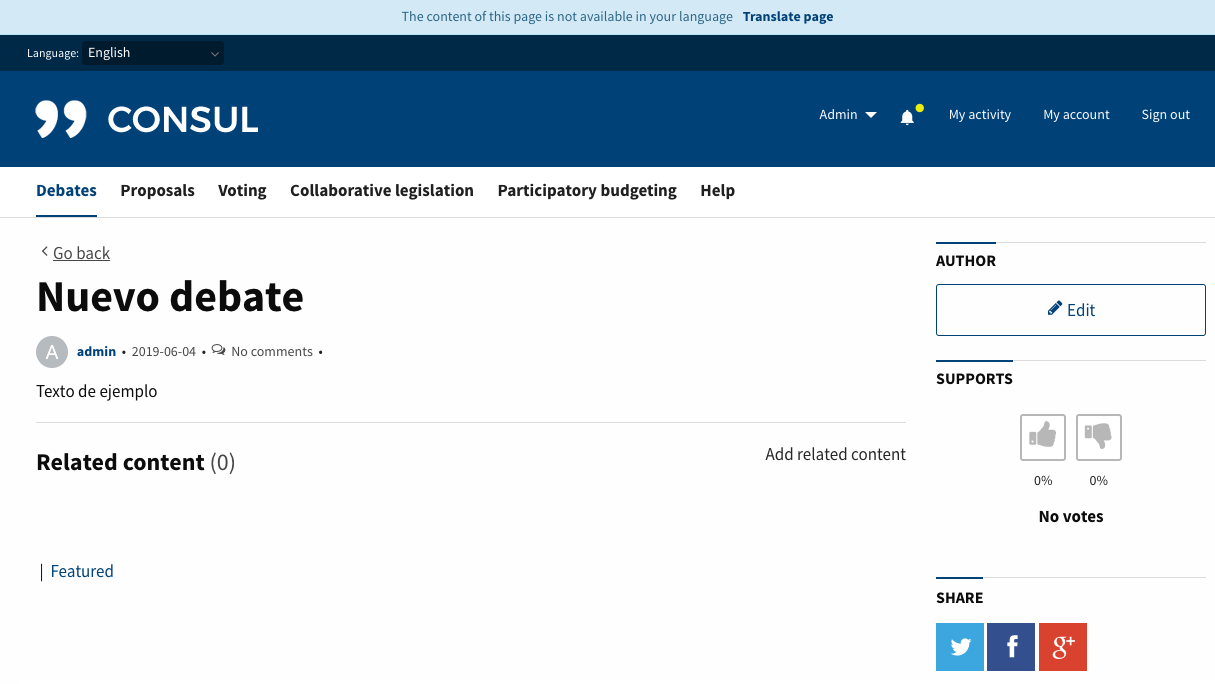 The content of this page is not available in your language Translate page
Language: English
CONSUL
Admin My activity My account Sign out
Debates Proposals Voting Collaborative legislation Participatory budgeting Help
Go back
Nuevo debate
A admin • 2019-06-04 • No comments •
Texto de ejemplo
Related content (0)
Add related content
| Featured
AUTHOR
Edit
SUPPORTS
0% 0%
No votes
SHARE
f g+